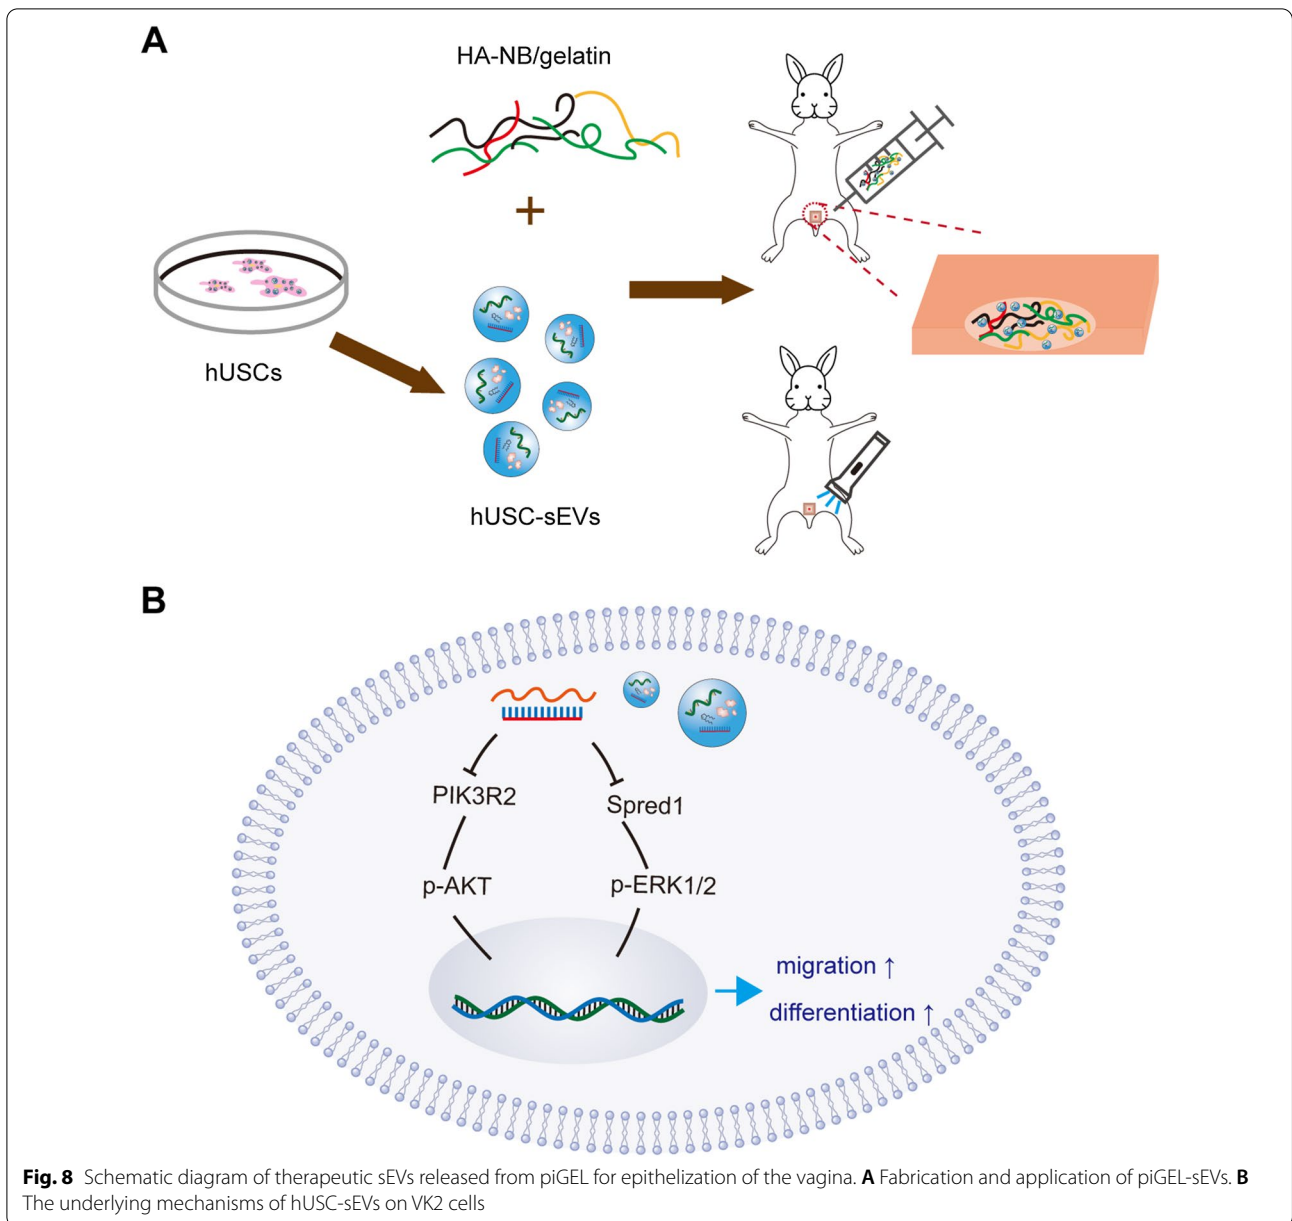 A
HA-NB/gelatin
hUSCs
hUSC-sEVs
B
PIK3R2
Spred1
p-AKT
p-ERK1/2
migration ↑
differentiation ↑
Fig. 8 Schematic diagram of therapeutic sEVs released from piGEL for epithelization of the vagina. A Fabrication and application of piGEL-sEVs. B
The underlying mechanisms of hUSC-sEVs on VK2 cells